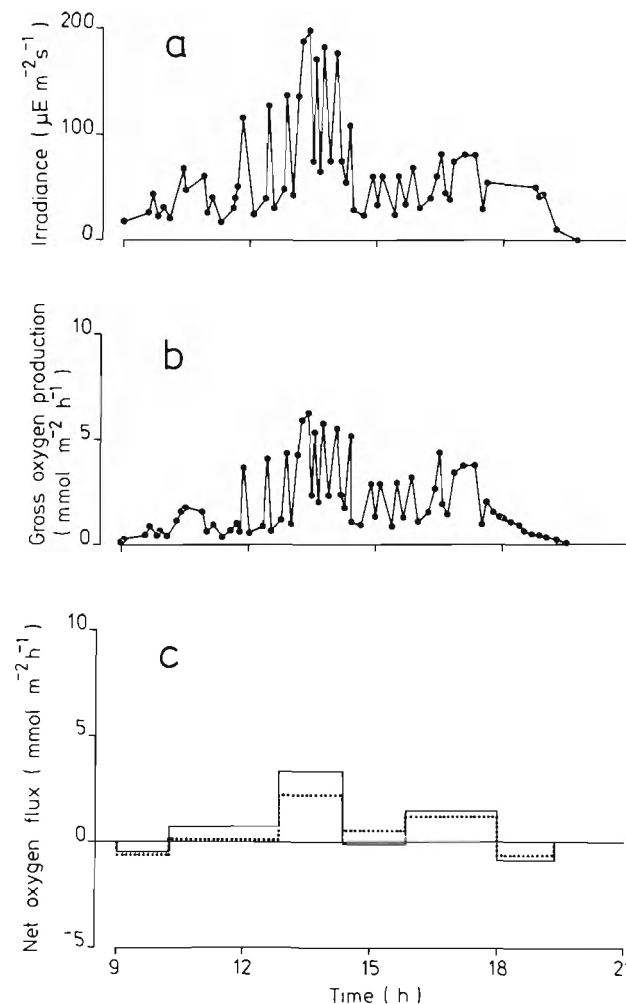 a
200
100
0
Irradiance ( µE m⁻² s⁻¹ )
b
10
5
0
Gross oxygen production
( mmol m⁻² h⁻¹ )
c
10
5
0
-5
Net oxygen flux ( mmol m⁻² h⁻¹ )
9
12
15
18
21
Time ( h )